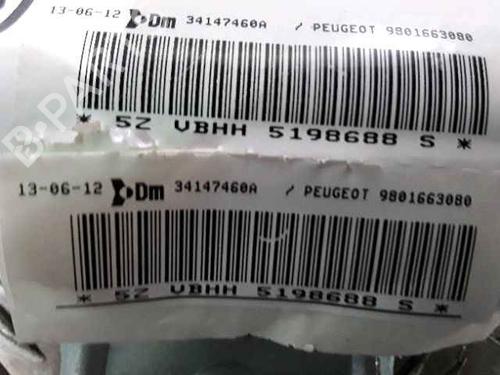 13-06-12 Dm 34147460A / PEUGEOT 9801663080
* 5Z VBHH 5198688 S *
13-06-12 Dm 34147460A / PEUGEOT 9801663080
* 5Z VBHH 5198688 S *
B-PARTS